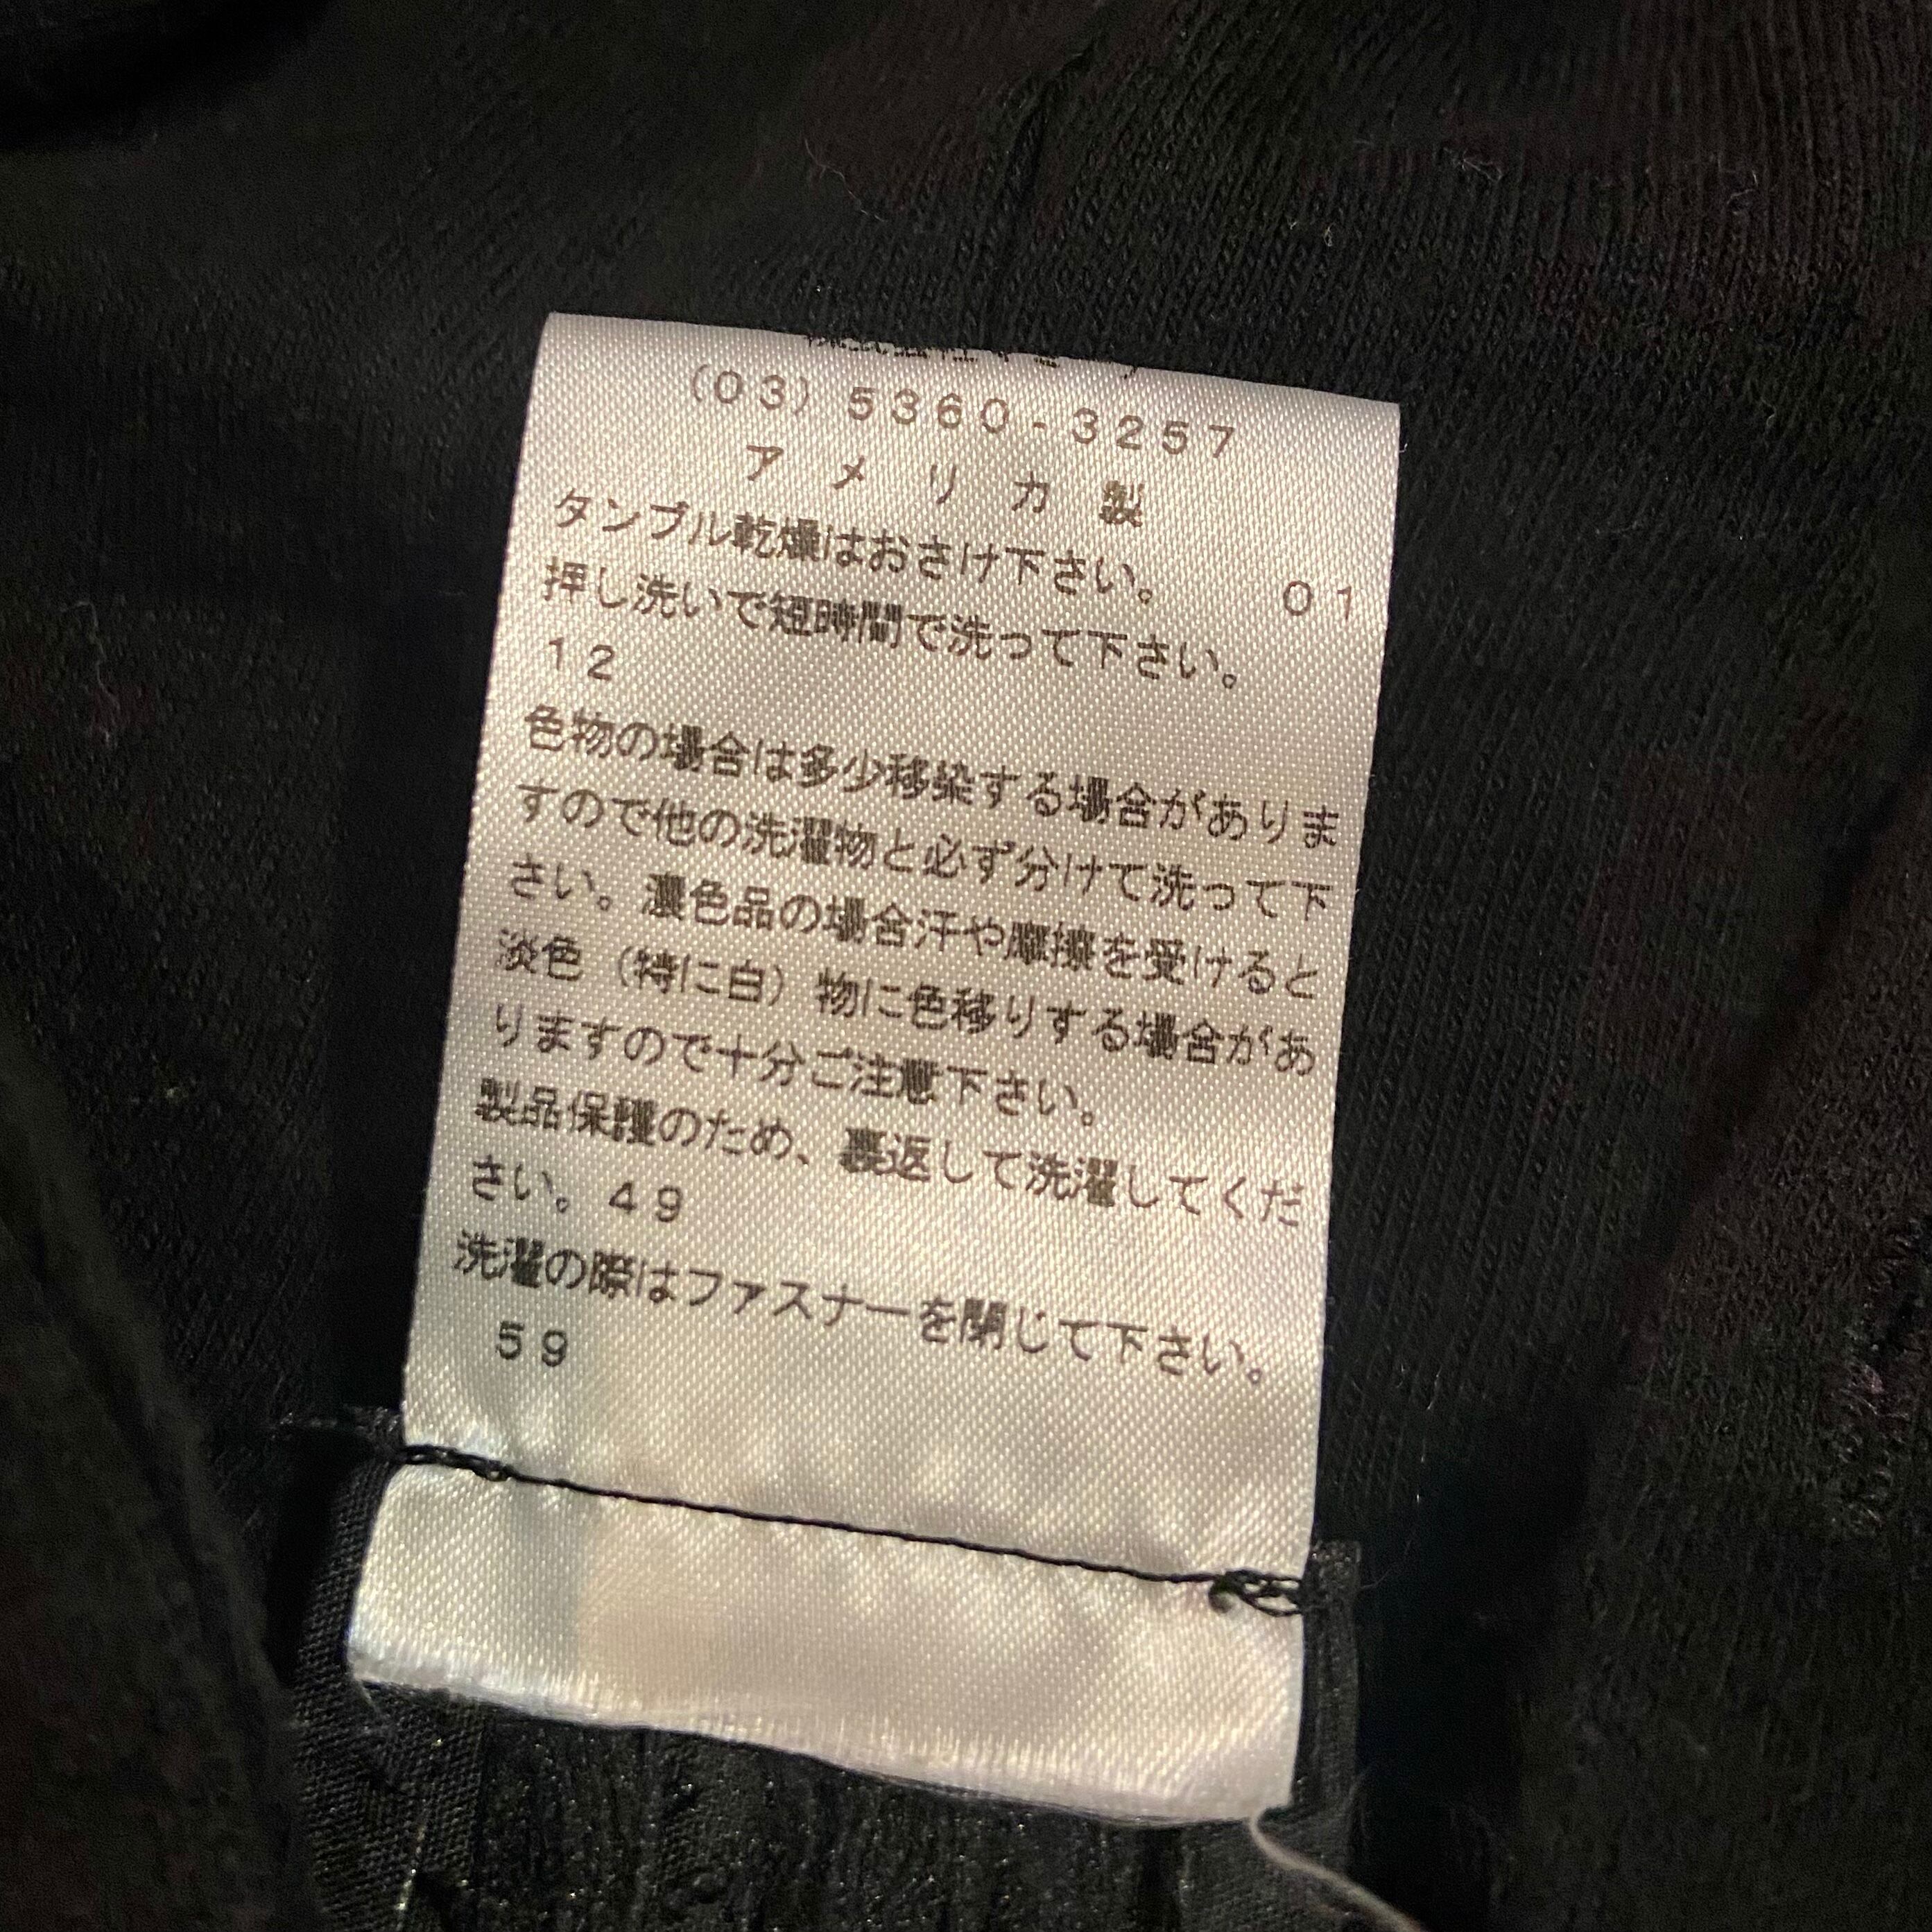 (03) 5360-3257
アメリカ製
タンブル乾燥はおさけ下さい。 01
押し洗いで短時間で洗って下さい。
12
色物の場合は多少移染する場合がありま
すので他の洗濯物と必ず分けて洗って下
さい。濃色品の場合汗や摩擦を受けると
淡色（特に白）物に色移りする場合があ
りますので十分ご注意下さい。
製品保護のため、裏返して洗濯してくだ
さい。49
洗濯の際はファスナーを閉じて下さい。
59